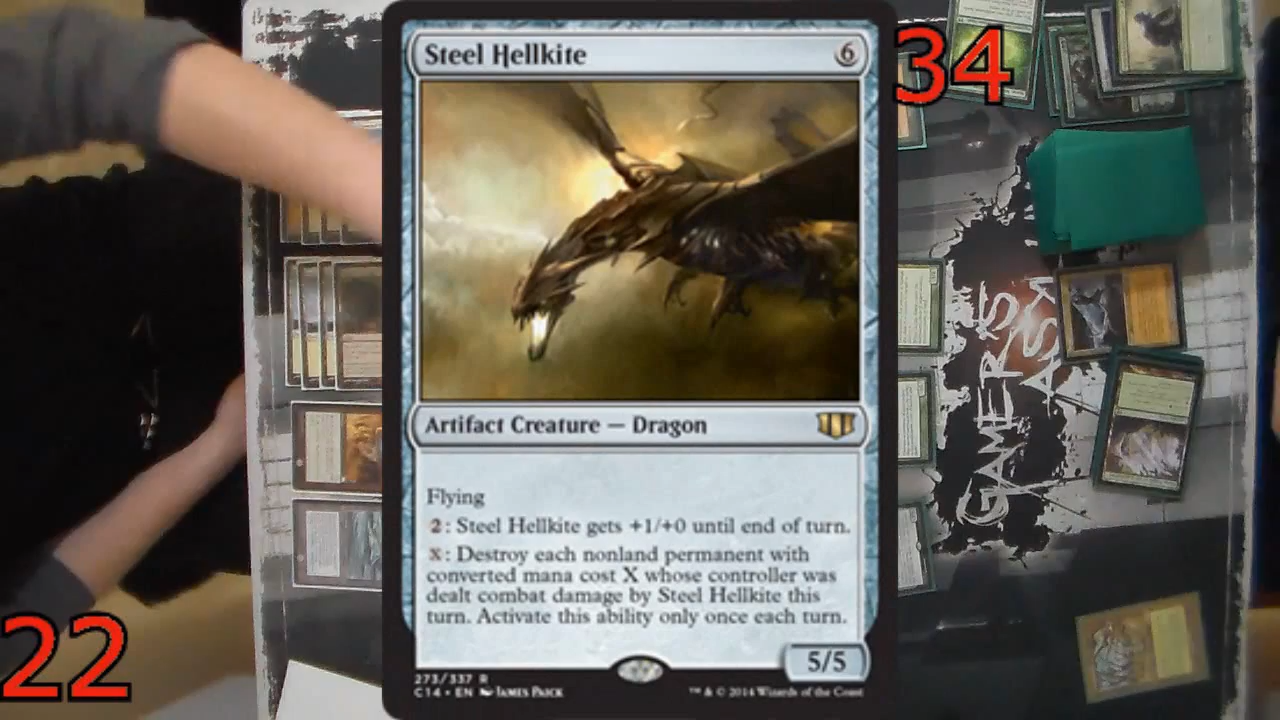 Steel Hellkite 6
34
Artifact Creature — Dragon
Flying
2: Steel Hellkite gets +1/+0 until end of turn.
X: Destroy each nonland permanent with
converted mana cost X whose controller was
dealt combat damage by Steel Hellkite this
turn. Activate this ability only once each turn.
5/5
273/337 R
C14 • EN JAMES PAICK
™ & © 2014 Wizards of the Coast
22
GAMER'S